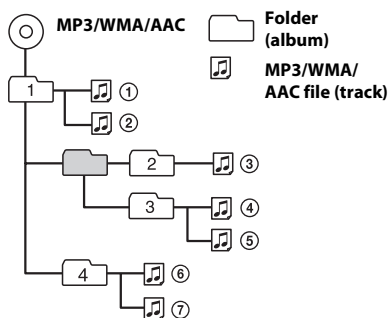 MP3/WMA/AAC
Folder
(album)
MP3/WMA/
AAC file (track)
1
①
②
2
③
3
④
⑤
4
⑥
⑦